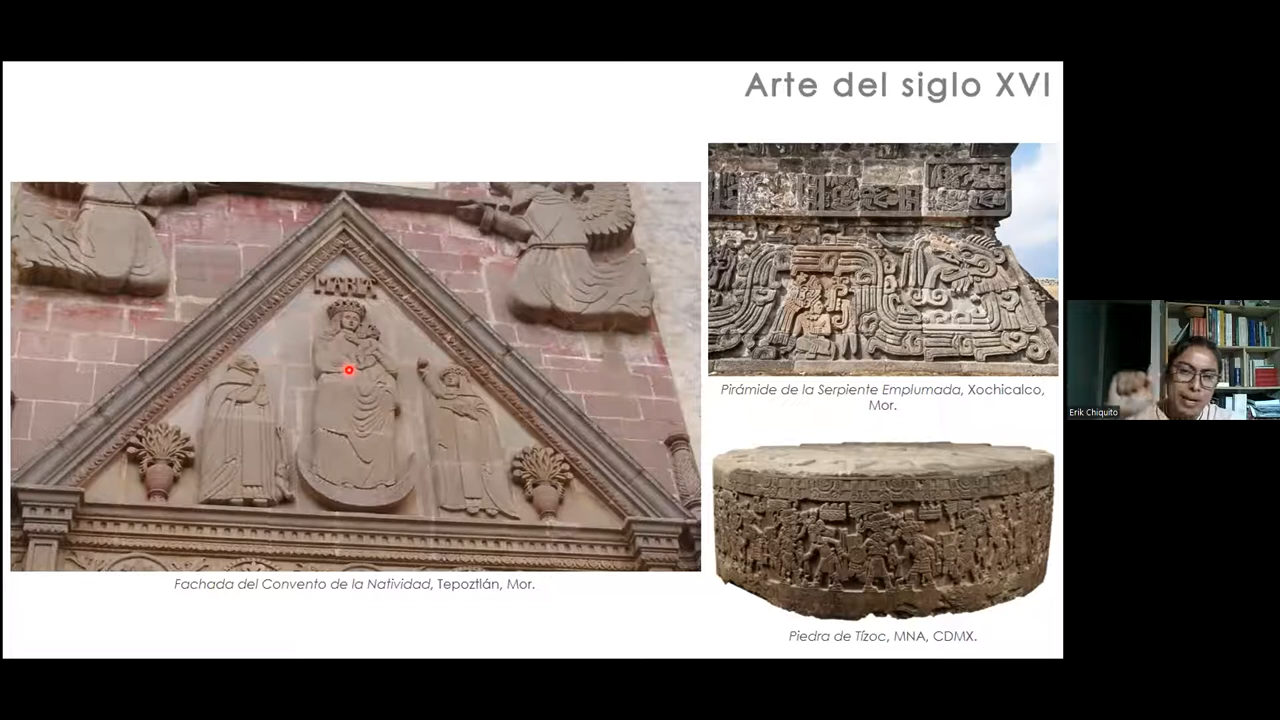 Arte del siglo XVI
MARIA
Fachada del Convento de la Natividad, Tepoztlán, Mor.
Pirámide de la Serpiente Emplumada, Xochicalco,
Mor.
Piedra de Tízoc, MNA, CDMX.
Erik Chiquito